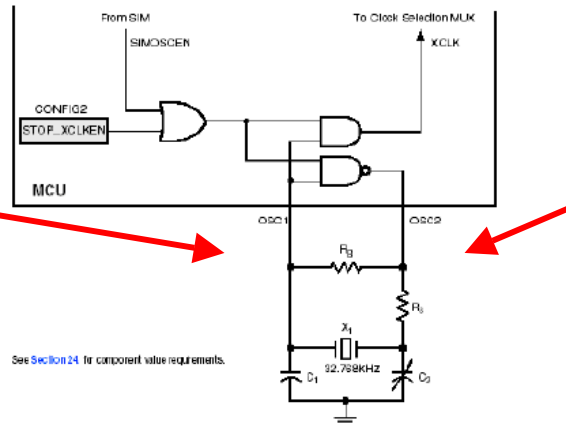 From SIM
To Clock Selection MUX
SIMOSCEN
XCLK
CONFIG2
STOP_XCLKEN
MCU
OSC1
OSC2
RB
RS
X1
32.768kHz
C1
C2
See Section 24. for component value requirements.